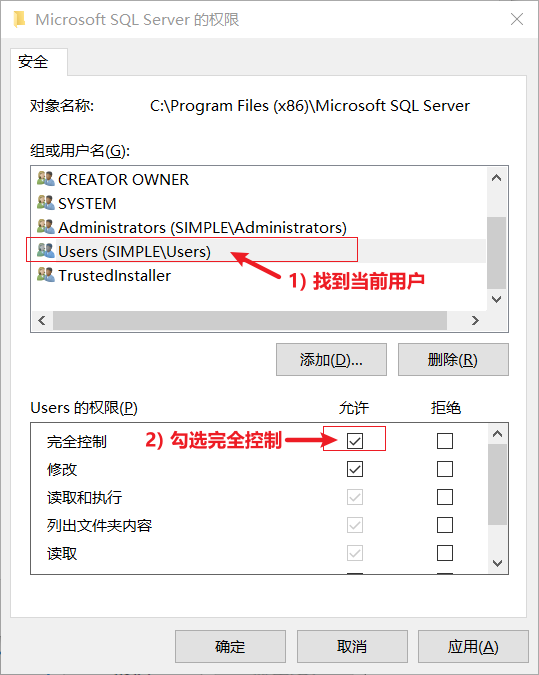 Microsoft SQL Server 的权限
安全
对象名称: C:\Program Files (x86)\Microsoft SQL Server
组或用户名(G):
CREATOR OWNER
SYSTEM
Administrators (SIMPLE\Administrators)
Users (SIMPLE\Users)
TrustedInstaller
1) 找到当前用户
添加(D)... 删除(R)
Users 的权限(P) 允许 拒绝
完全控制 2) 勾选完全控制
修改
读取和执行
列出文件夹内容
读取
确定 取消 应用(A)